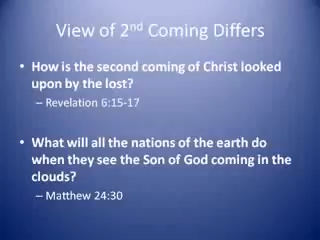 View of 2nd Coming Differs
• How is the second coming of Christ looked
upon by the lost?
– Revelation 6:15-17
• What will all the nations of the earth do
when they see the Son of God coming in the
clouds?
– Matthew 24:30